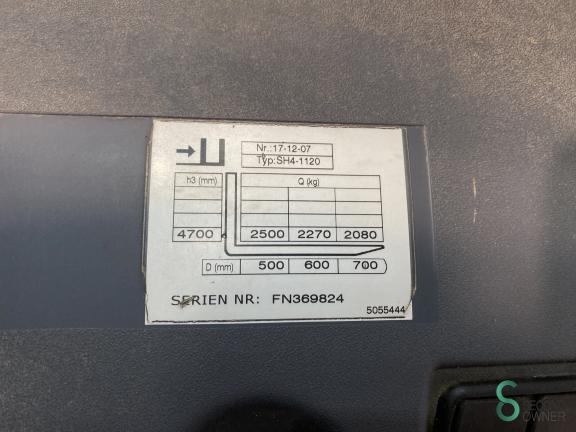 Nr.:17-12-07
Typ:SH4-1120
h3 (mm) Q (kg)
4700 2500 2270 2080
D (mm) 500 600 700
SERIEN NR: FN369824
5055444
OWNER